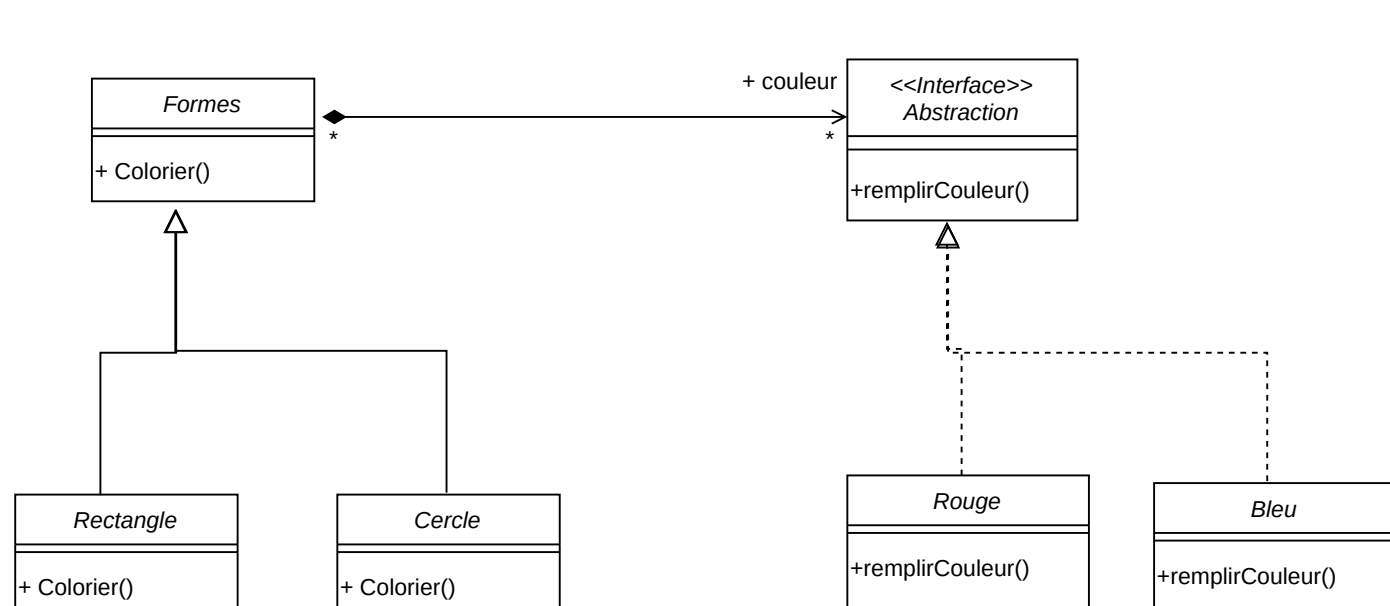 Formes
+ Colorier()
*
+ couleur
*
<<Interface>>
Abstraction
+remplirCouleur()
Rectangle
+ Colorier()
Cercle
+ Colorier()
Rouge
+remplirCouleur()
Bleu
+remplirCouleur()